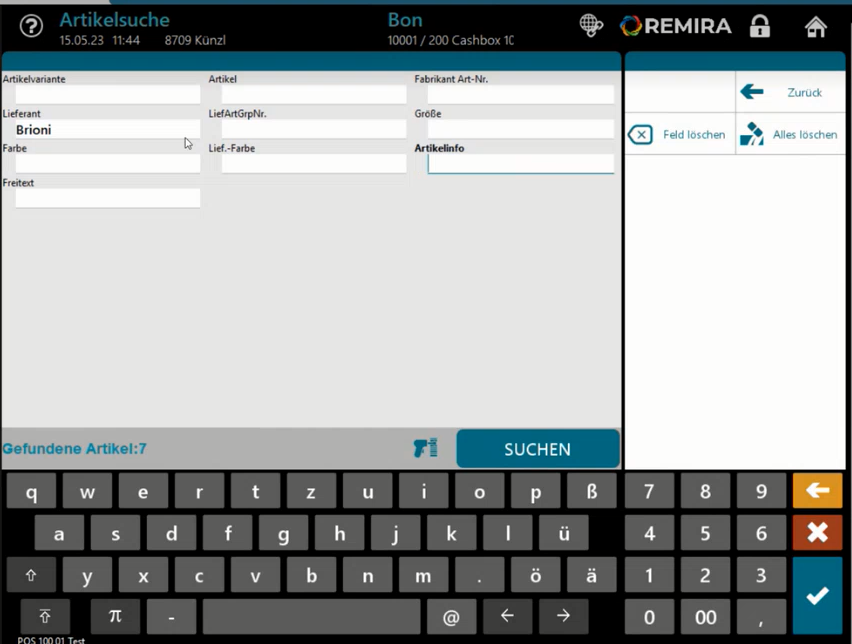 Artikelsuche
15.05.23 11:44 8709 Künzl
Bon
10001 / 200 Cashbox 10
REMIRA
Artikelvariante
Artikel
Fabrikant Art-Nr.
Lieferant
Brioni
LiefArtGrpNr.
Größe
Farbe
Lief.-Farbe
Artikelinfo
Freitext
Zurück
Feld löschen
Alles löschen
Gefundene Artikel:7
SUCHEN
q w e r t z u i o p ß 7 8 9
a s d f g h j k l ü 4 5 6
y x c v b n m . ö ä 1 2 3
π - @ 0 00 ,
POS 100 01 Test